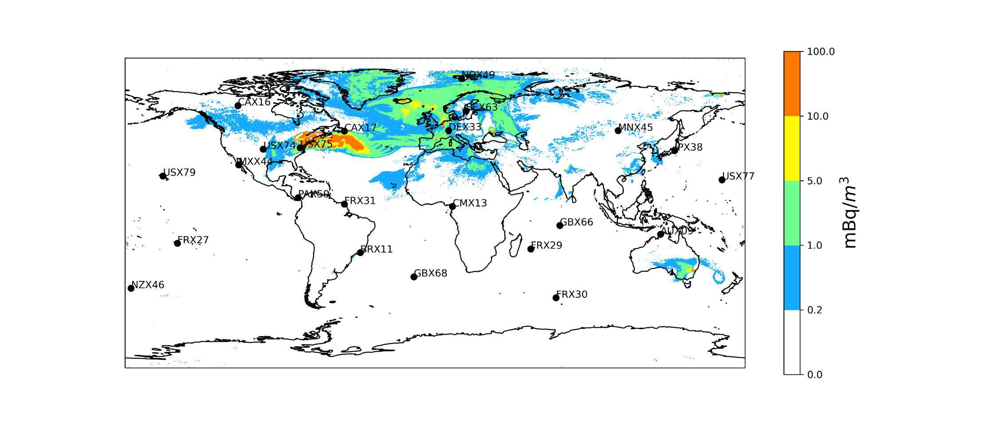 NOX49
CAX16
SEX63
CAX17
DEX33
MNX45
USX74
USX75
JPX38
MXX44
USX79
USX77
PAX50
FRX31
CMX13
GBX66
AUX09
FRX27
FRX29
BRX11
GBX68
NZX46
FRX30
100.0
10.0
5.0
1.0
0.2
0.0
mBq/m³